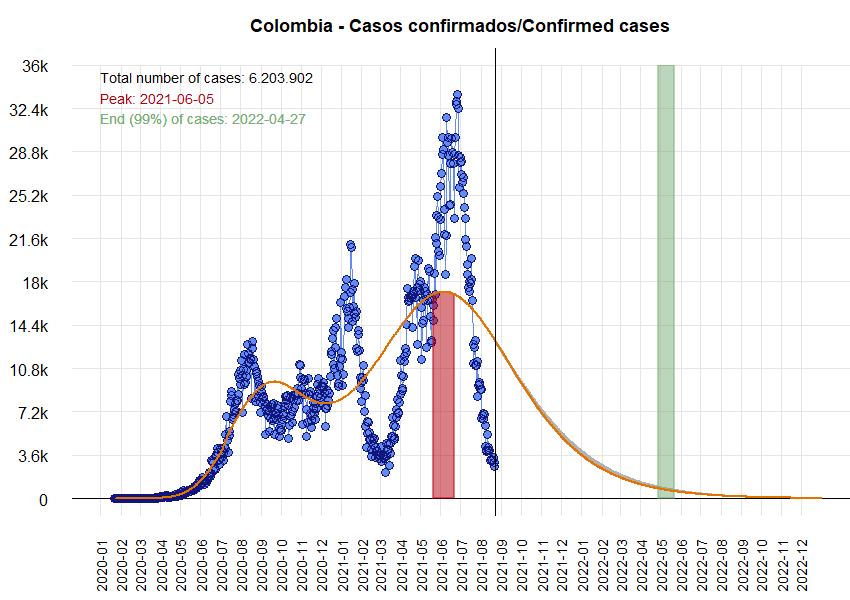 Colombia - Casos confirmados/Confirmed cases
36k
Total number of cases: 6.203.902
Peak: 2021-06-05
End (99%) of cases: 2022-04-27
32.4k
28.8k
25.2k
21.6k
18k
14.4k
10.8k
7.2k
3.6k
0
2020-01
2020-02
2020-03
2020-04
2020-05
2020-06
2020-07
2020-08
2020-09
2020-10
2020-11
2020-12
2021-01
2021-02
2021-03
2021-04
2021-05
2021-06
2021-07
2021-08
2021-09
2021-10
2021-11
2021-12
2022-01
2022-02
2022-03
2022-04
2022-05
2022-06
2022-07
2022-08
2022-09
2022-10
2022-11
2022-12